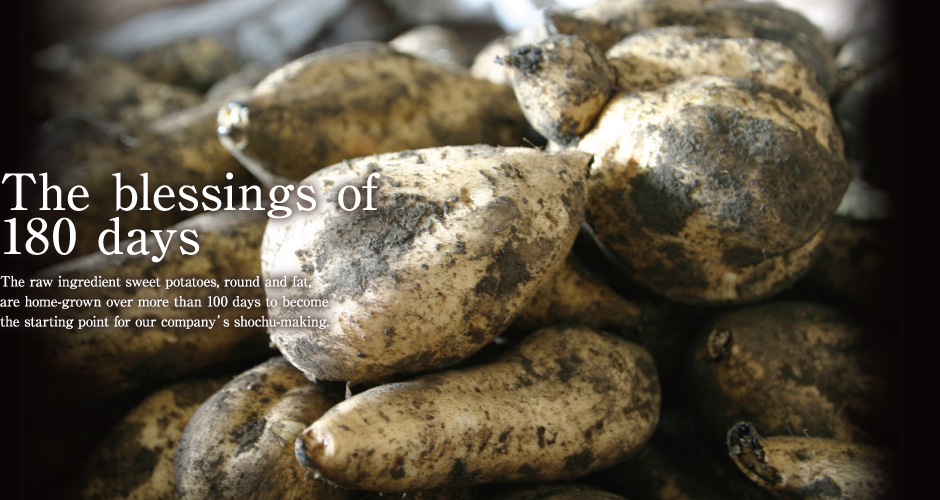 The blessings of
180 days
The raw ingredient sweet potatoes, round and fat,
are home-grown over more than 100 days to become
the starting point for our company's shochu-making.